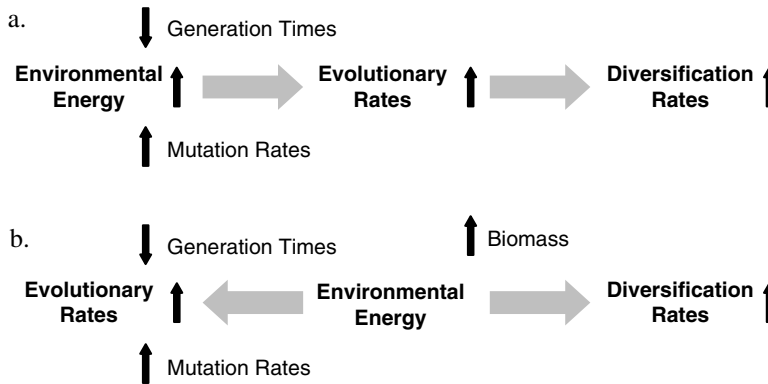 a.
Generation Times
Environmental Energy
Evolutionary Rates
Diversification Rates
Mutation Rates
b.
Generation Times
Biomass
Evolutionary Rates
Environmental Energy
Diversification Rates
Mutation Rates